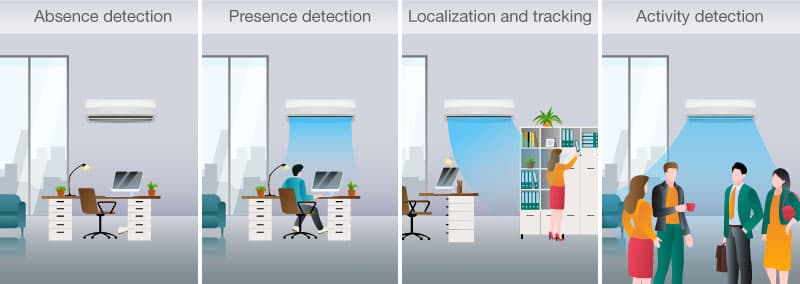 Absence detection
Presence detection
Localization and tracking
Activity detection